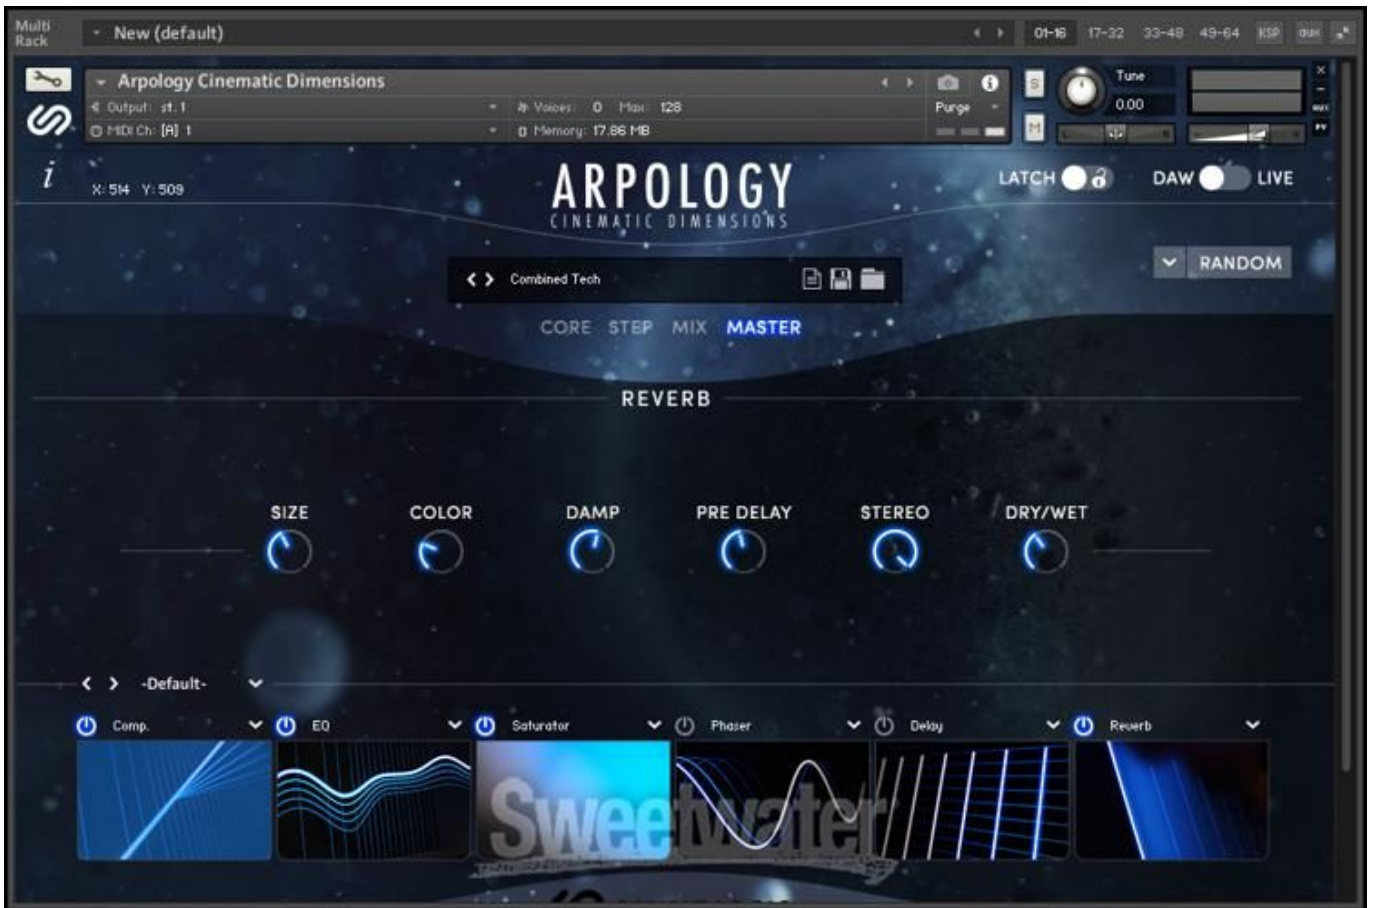 Multi
Rack
New (default)
01-16 17-32 33-48 49-64 KSP aux
Arpology Cinematic Dimensions
Output: st.1
Voices: 0 Max: 128
Purge
MIDI Ch: [A] 1
Memory: 17.86 MB
S
M
Tune
0.00
L R
AUX
PV
i
X: 514 Y: 509
ARPOLOGY
CINEMATIC DIMENSIONS
LATCH
DAW LIVE
RANDOM
Combined Tech
CORE STEP MIX MASTER
REVERB
SIZE COLOR DAMP PRE DELAY STEREO DRY/WET
-Default-
Comp. EQ Saturator Phaser Delay Reverb
Sweetwater